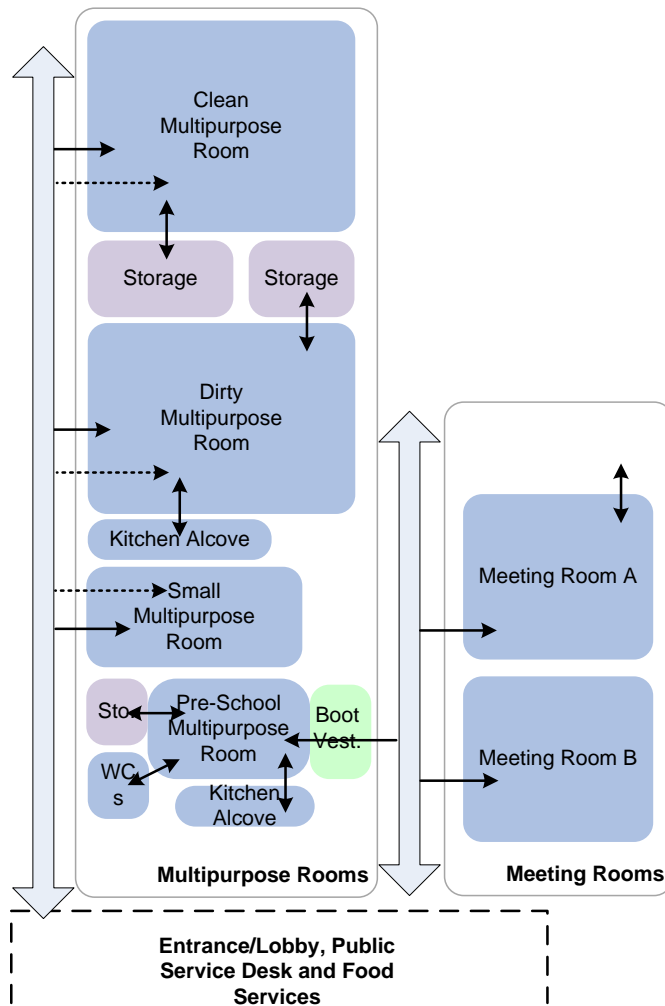 Clean
Multipurpose
Room
Storage
Storage
Dirty
Multipurpose
Room
Kitchen Alcove
Small
Multipurpose
Room
Sto.
Pre-School
Multipurpose
Room
Boot
Vest.
WC
s
Kitchen
Alcove
Multipurpose Rooms
Meeting Room A
Meeting Room B
Meeting Rooms
Entrance/Lobby, Public
Service Desk and Food
Services